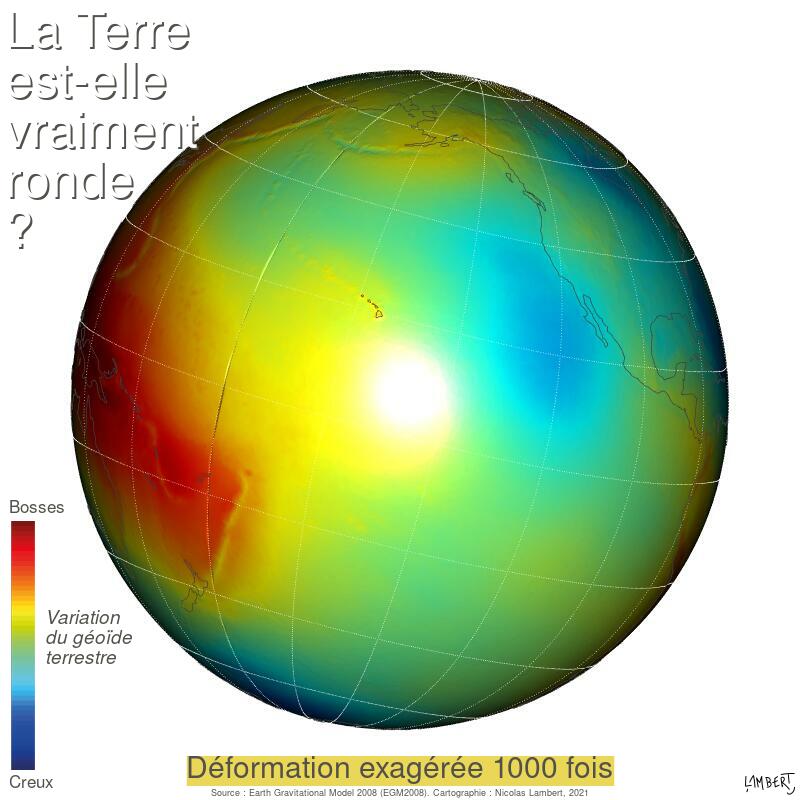 La Terre
est-elle
vraiment
ronde
?
Bosses
Variation
du géoïde
terrestre
Creux
Déformation exagérée 1000 fois
Source : Earth Gravitational Model 2008 (EGM2008). Cartographie : Nicolas Lambert, 2021
LAMBERT